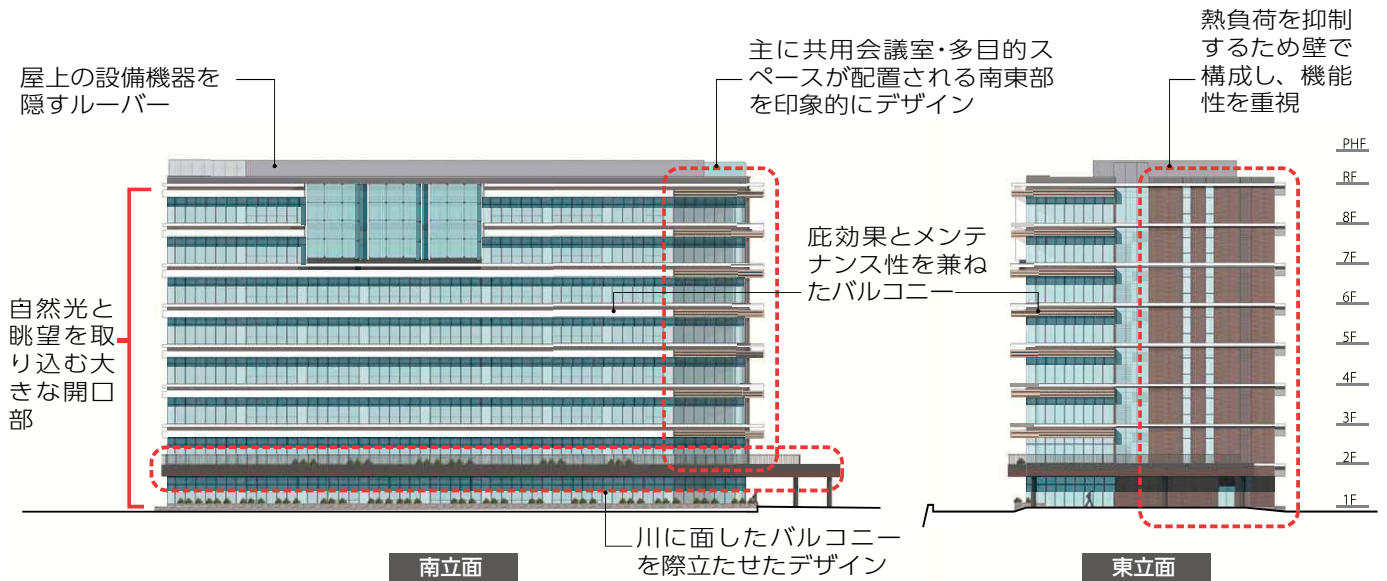 屋上の設備機器を
隠すルーバー
主に共用会議室・多目的ス
ペースが配置される南東部
を印象的にデザイン
熱負荷を抑制
するため壁で
構成し、機能
性を重視
自然光と
眺望を取
り込む大
きな開口
部
庇効果とメンテ
ナンス性を兼ね
たバルコニー
川に面したバルコニー
を際立たせたデザイン
PHF
RF
8F
7F
6F
5F
4F
3F
2F
1F
南立面
東立面